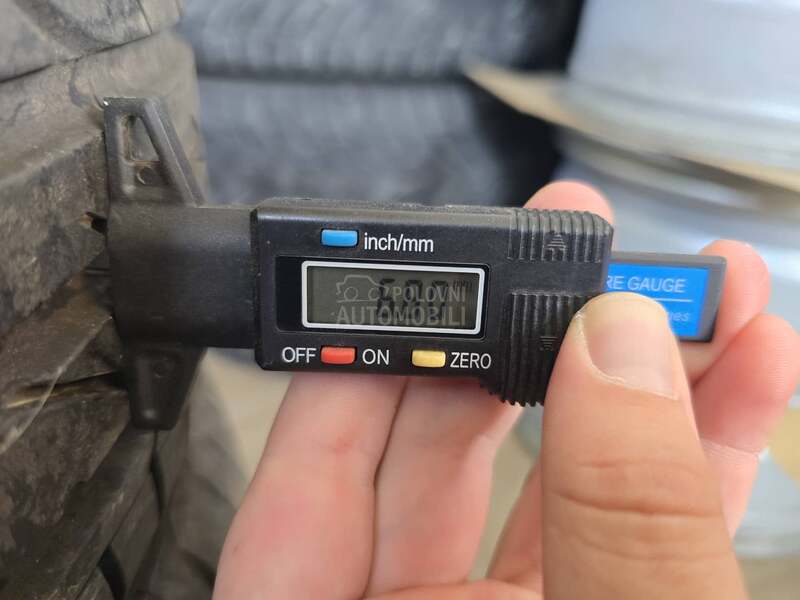 inch/mm
POLOVNI
AUTOMOBILI
OFF ON ZERO
RE GAUGE